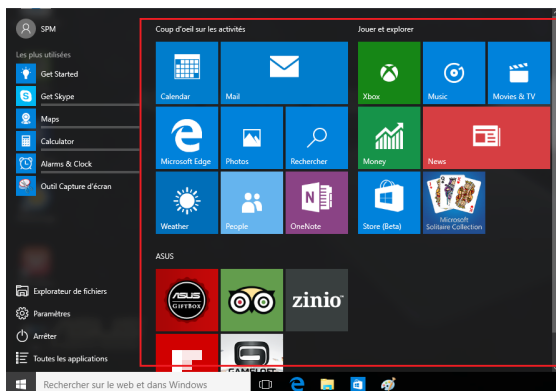 SPM
Les plus utilisées
Get Started
Get Skype
Maps
Calculator
Alarms & Clock
Outil Capture d'écran
Explorateur de fichiers
Paramètres
Arrêter
Toutes les applications
Coup d'oeil sur les activités
Calendar
Mail
Microsoft Edge
Photos
Rechercher
Weather
People
OneNote
N
Jouer et explorer
Xbox
Music
Movies & TV
Money
News
Store (Beta)
Microsoft
Solitaire Collection
ASUS
/ISUS
GIFTBOX
zinio
GAMELOFT
Rechercher sur le web et dans Windows